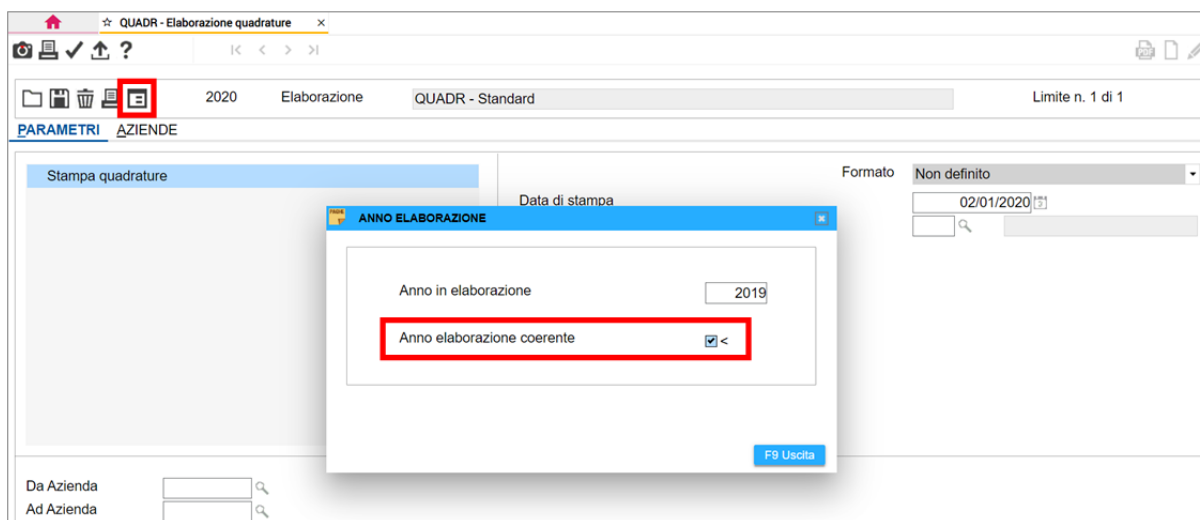 QUADR - Elaborazione quadrature
2020 Elaborazione QUADR - Standard Limite n. 1 di 1
PARAMETRI AZIENDE
Stampa quadrature
Formato Non definito
Data di stampa 02/01/2020
ANNO ELABORAZIONE
Anno in elaborazione 2019
Anno elaborazione coerente <
F9 Uscita
Da Azienda
Ad Azienda